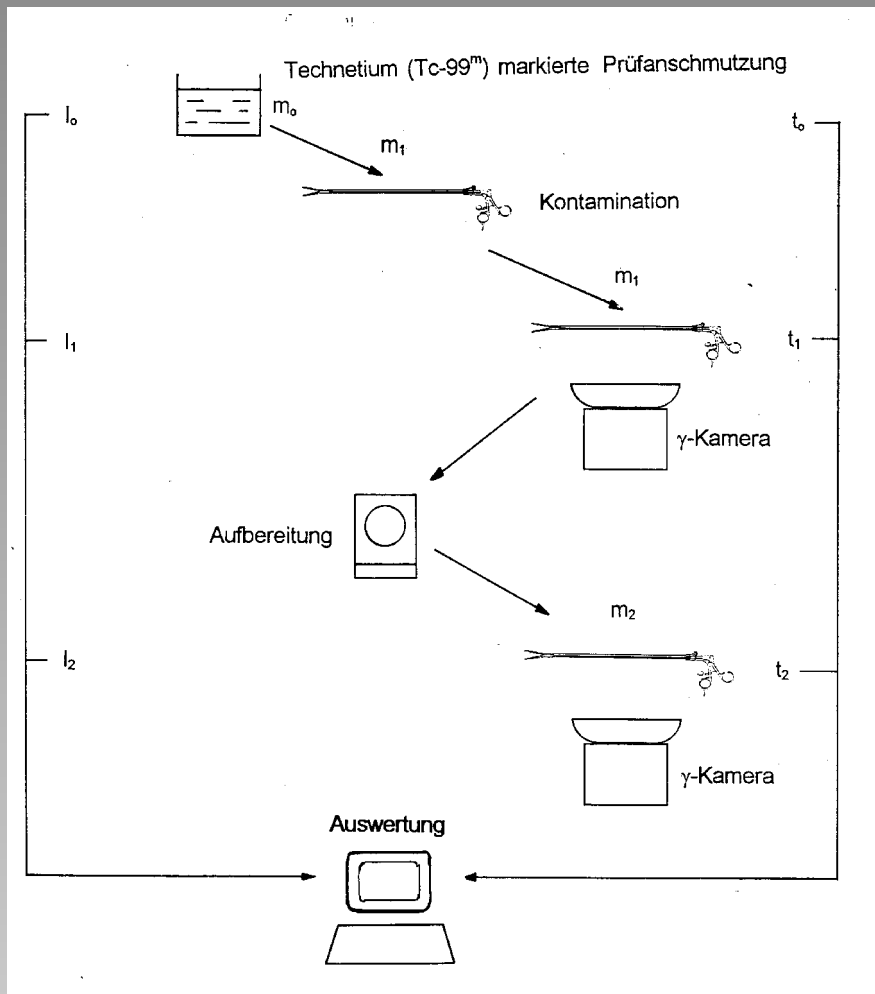 Technetium (Tc-99ᵐ) markierte Prüfanschmutzung
I₀
m₀
t₀
m₁
Kontamination
m₁
I₁
t₁
γ-Kamera
Aufbereitung
m₂
I₂
t₂
γ-Kamera
Auswertung